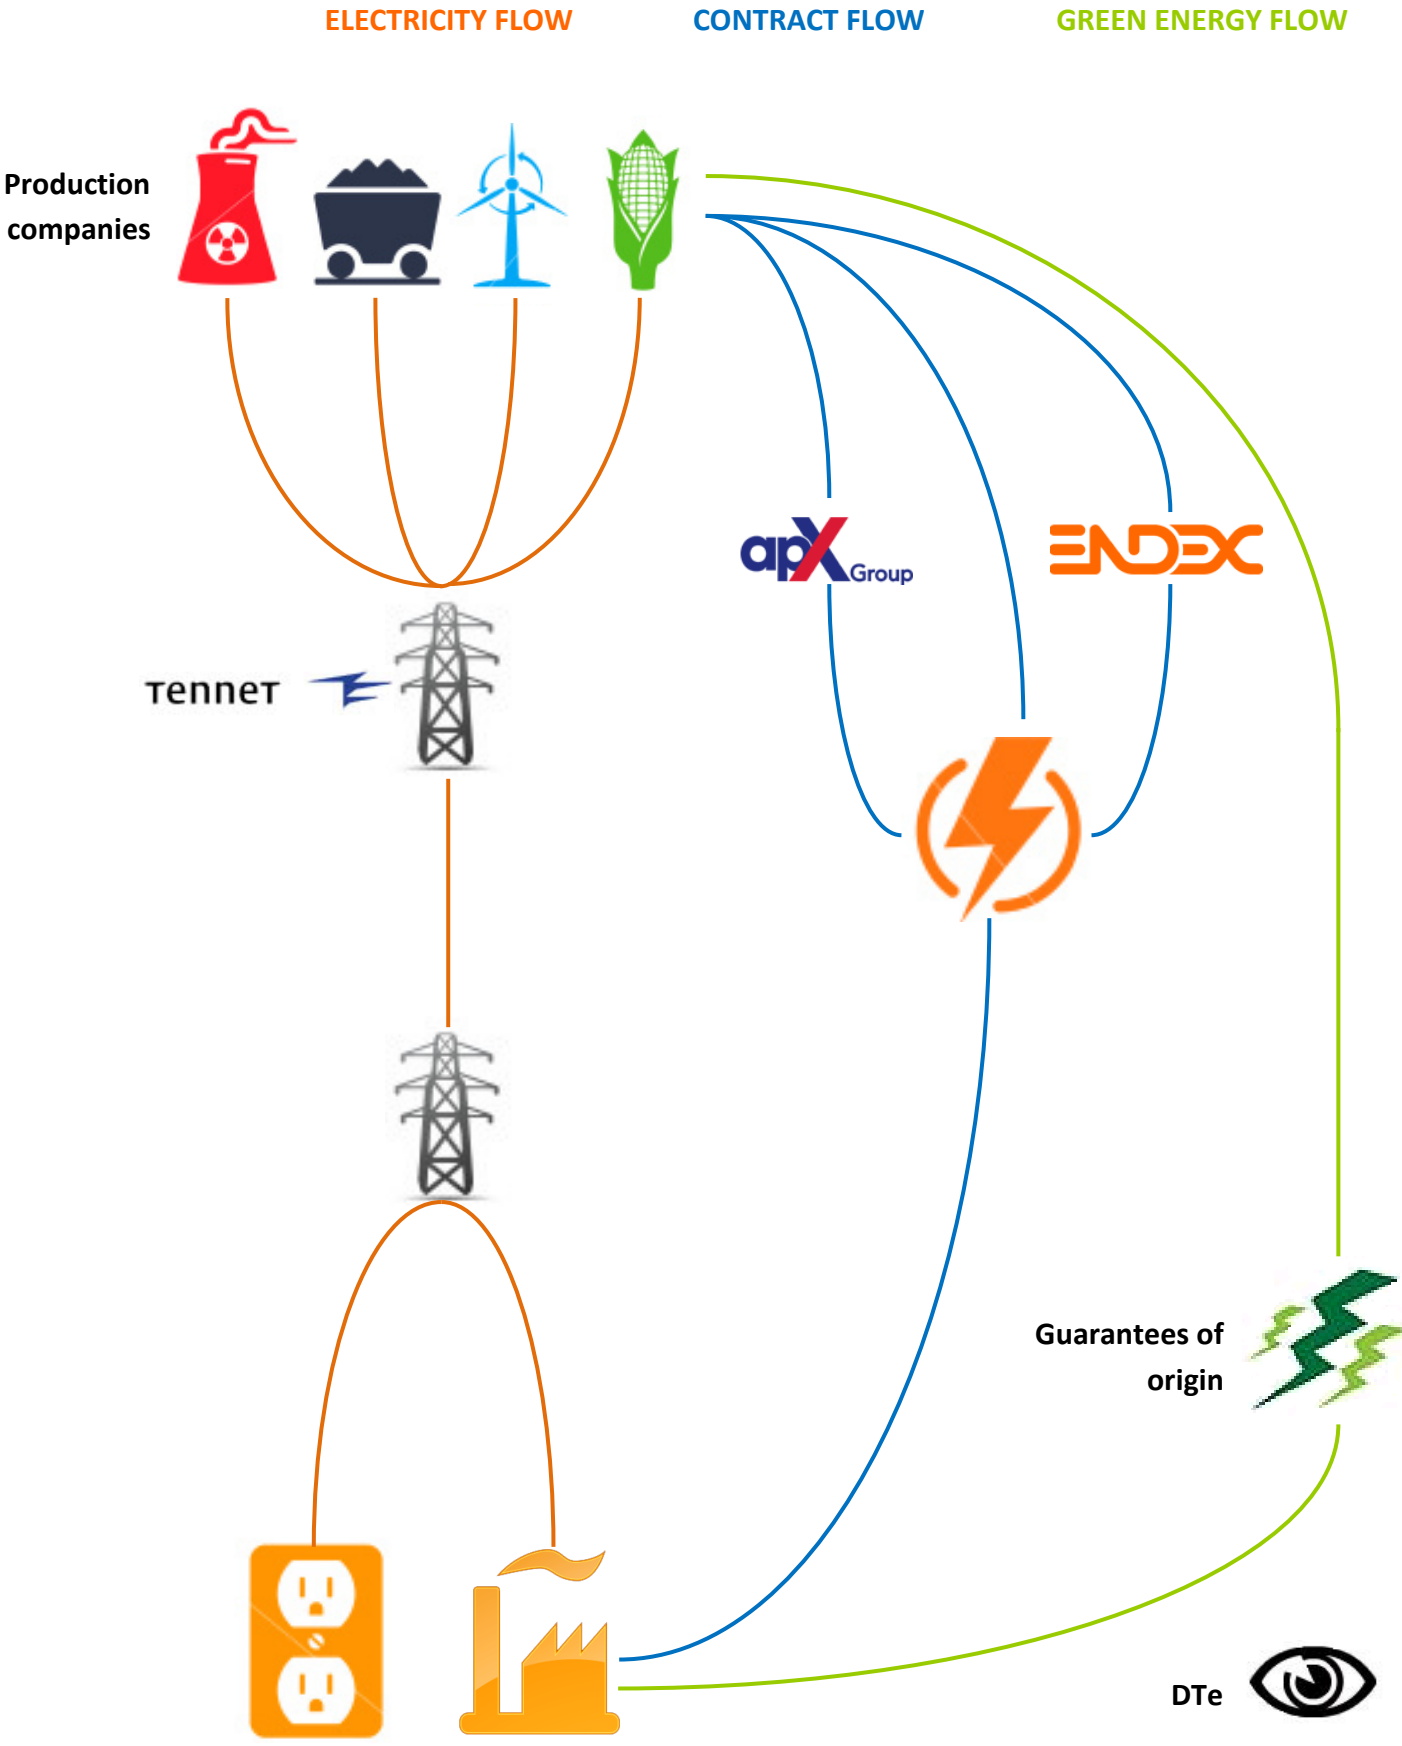 ELECTRICITY FLOW
CONTRACT FLOW
GREEN ENERGY FLOW
Production
companies
apX Group
ENDEX
TenneT
Guarantees of
origin
DTe